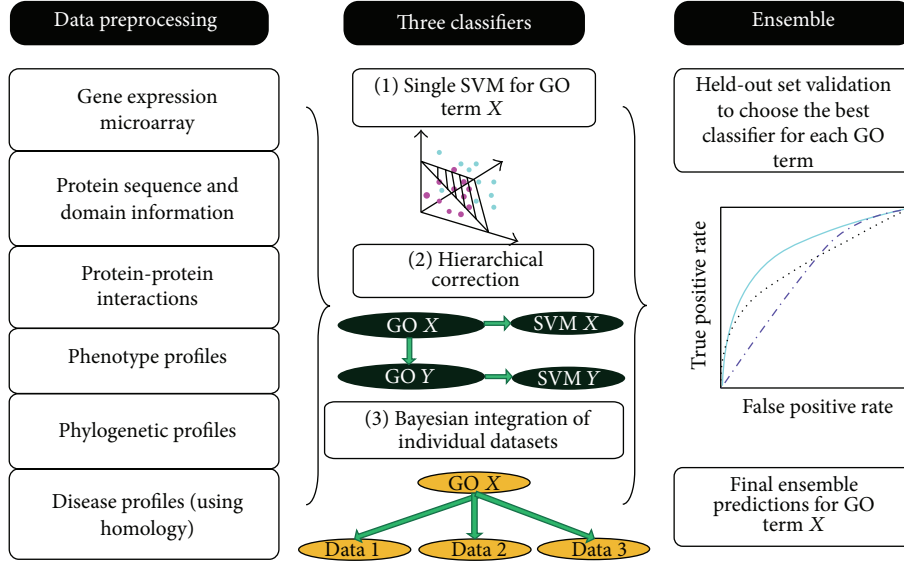 Data preprocessing
Gene expression
microarray
Protein sequence and
domain information
Protein-protein
interactions
Phenotype profiles
Phylogenetic profiles
Disease profiles (using
homology)
Three classifiers
(1) Single SVM for GO
term X
(2) Hierarchical
correction
GO X
SVM X
GO Y
SVM Y
(3) Bayesian integration of
individual datasets
GO X
Data 1
Data 2
Data 3
Ensemble
Held-out set validation
to choose the best
classifier for each GO
term
True positive rate
False positive rate
Final ensemble
predictions for GO
term X